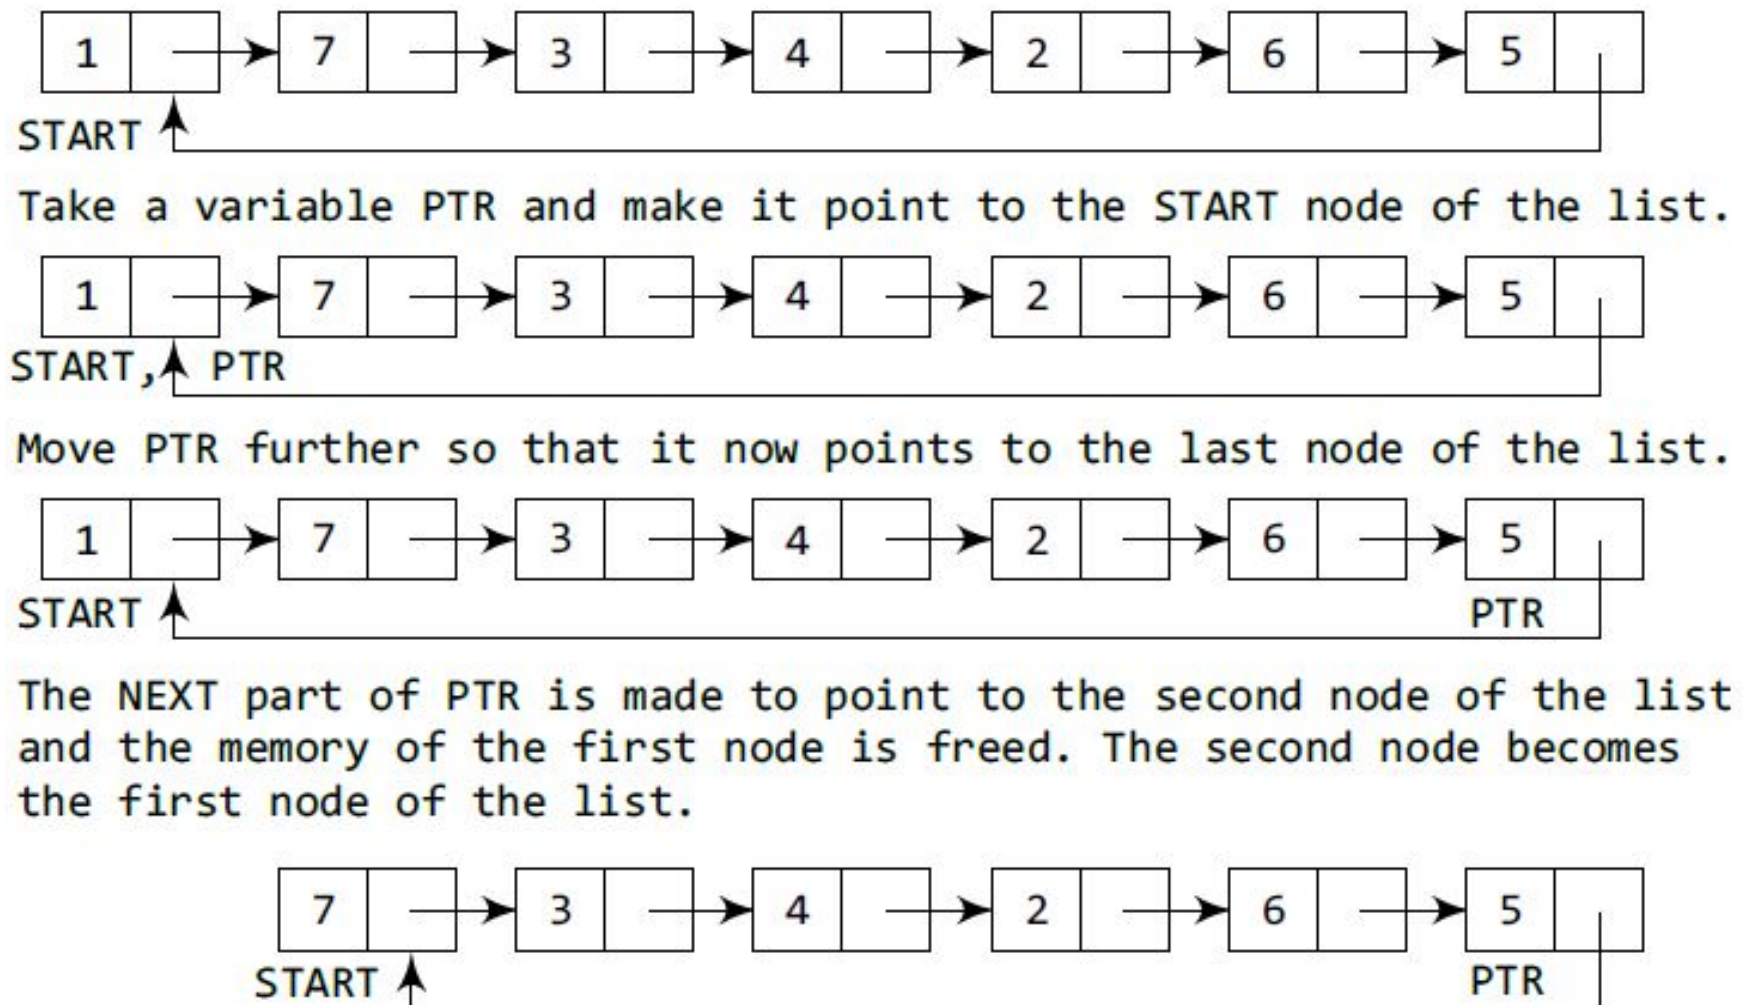 1 7 3 4 2 6 5
START
Take a variable PTR and make it point to the START node of the list.
1 7 3 4 2 6 5
START, PTR
Move PTR further so that it now points to the last node of the list.
1 7 3 4 2 6 5
START PTR
The NEXT part of PTR is made to point to the second node of the list
and the memory of the first node is freed. The second node becomes
the first node of the list.
7 3 4 2 6 5
START PTR